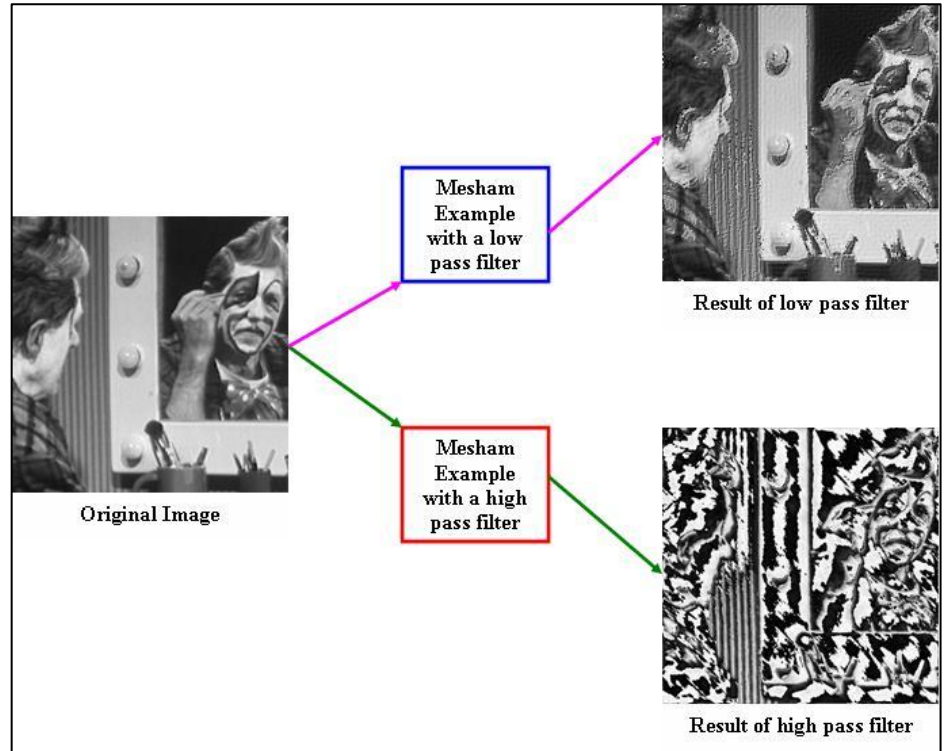 Original Image
Mesham
Example
with a low
pass filter
Result of low pass filter
Mesham
Example
with a high
pass filter
Result of high pass filter